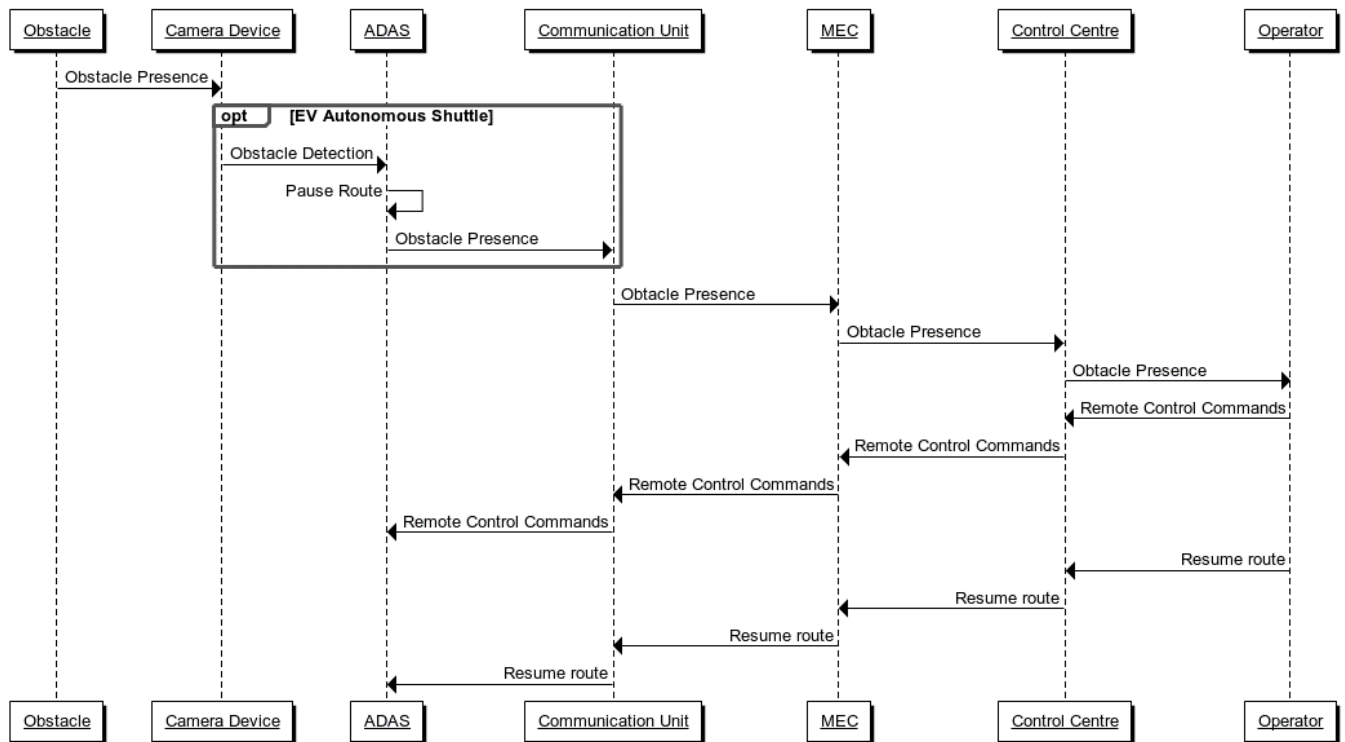 Obstacle Camera Device ADAS Communication Unit MEC Control Centre Operator
Obstacle Presence
opt [EV Autonomous Shuttle]
Obstacle Detection
Pause Route
Obstacle Presence
Obtacle Presence
Obtacle Presence
Obtacle Presence
Remote Control Commands
Remote Control Commands
Remote Control Commands
Remote Control Commands
Resume route
Resume route
Resume route
Resume route
Obstacle Camera Device ADAS Communication Unit MEC Control Centre Operator